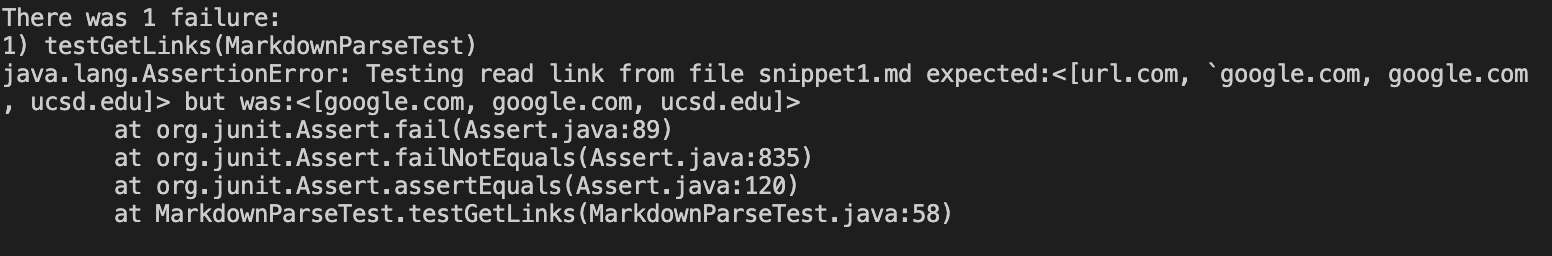 There was 1 failure:
1) testGetLinks(MarkdownParseTest)
java.lang.AssertionError: Testing read link from file snippet1.md expected:<[url.com, `google.com, google.com
, ucsd.edu]> but was:<[google.com, google.com, ucsd.edu]>
        at org.junit.Assert.fail(Assert.java:89)
        at org.junit.Assert.failNotEquals(Assert.java:835)
        at org.junit.Assert.assertEquals(Assert.java:120)
        at MarkdownParseTest.testGetLinks(MarkdownParseTest.java:58)